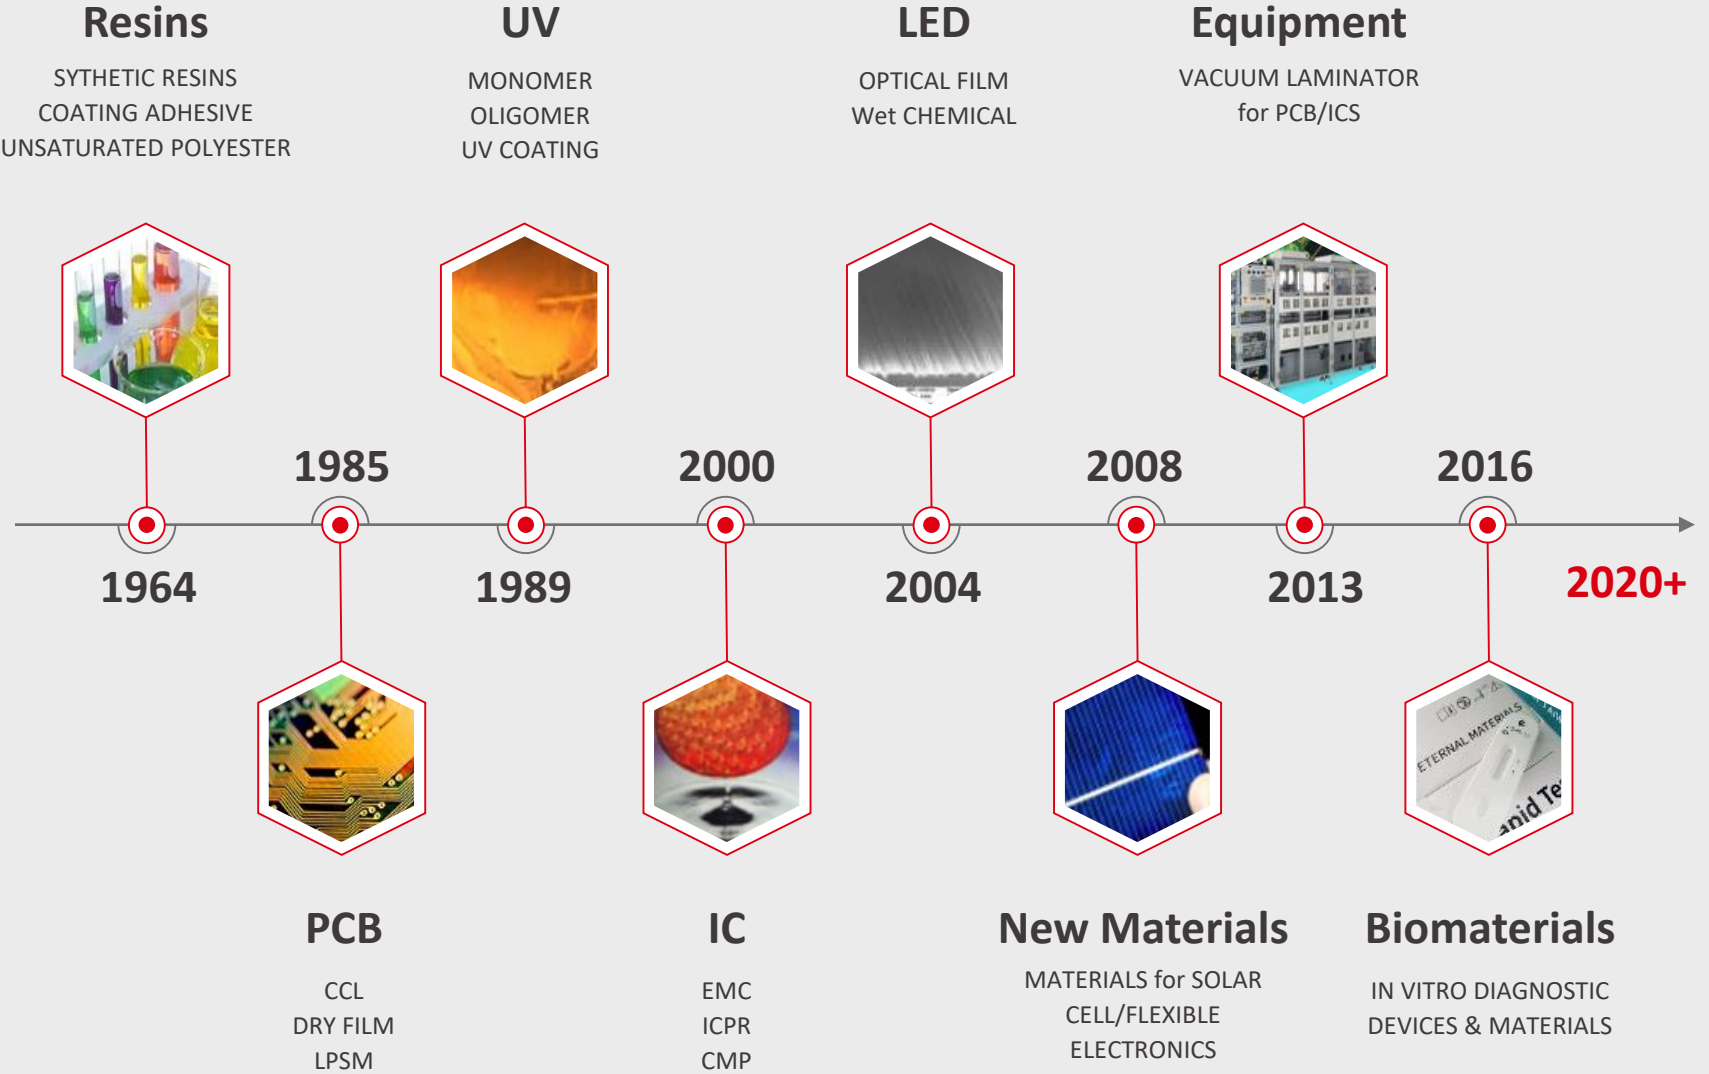 Resins
SYTHETIC RESINS
COATING ADHESIVE
UNSATURATED POLYESTER
UV
MONOMER
OLIGOMER
UV COATING
LED
OPTICAL FILM
Wet CHEMICAL
Equipment
VACUUM LAMINATOR
for PCB/ICS
1985
2000
2008
2016
1964
1989
2004
2013
2020+
ETERNAL MATERIALS
PCB
CCL
DRY FILM
LPSM
IC
EMC
ICPR
CMP
New Materials
MATERIALS for SOLAR
CELL/FLEXIBLE
ELECTRONICS
Biomaterials
IN VITRO DIAGNOSTIC
DEVICES & MATERIALS